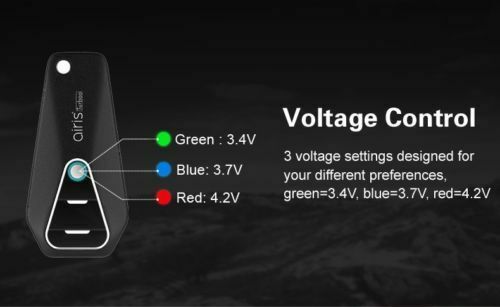 airis
Green : 3.4V
Blue: 3.7V
Red: 4.2V
Voltage Control
3 voltage settings designed for
your different preferences,
green=3.4V, blue=3.7V, red=4.2V